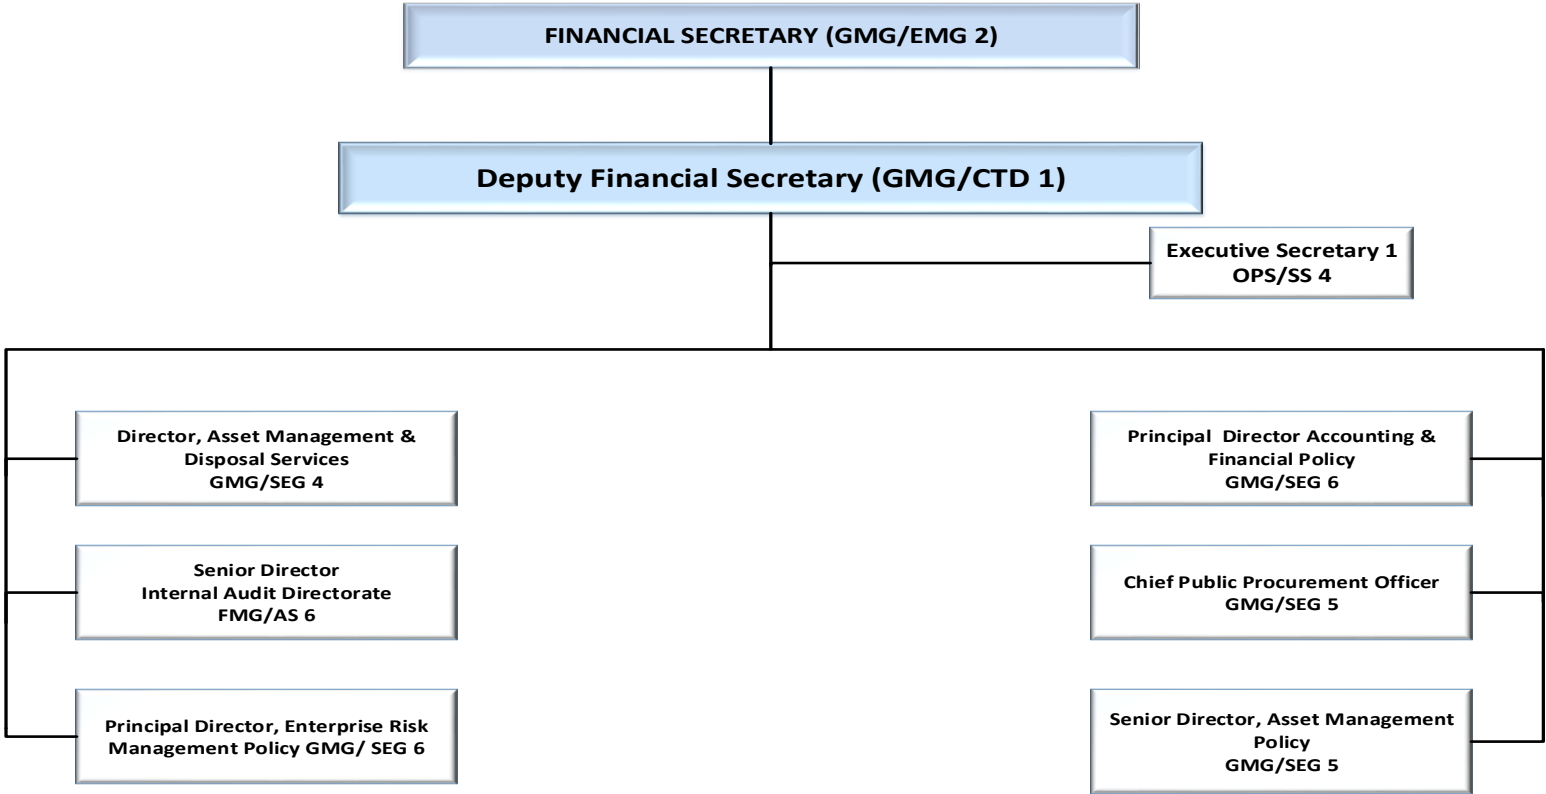 FINANCIAL SECRETARY (GMG/EMG 2)
Deputy Financial Secretary (GMG/CTD 1)
Executive Secretary 1
OPS/SS 4
Director, Asset Management &
Disposal Services
GMG/SEG 4
Principal  Director Accounting &
Financial Policy
GMG/SEG 6
Senior Director
Internal Audit Directorate
FMG/AS 6
Chief Public Procurement Officer
GMG/SEG 5
Principal Director, Enterprise Risk
Management Policy GMG/ SEG 6
Senior Director, Asset Management
Policy
GMG/SEG 5